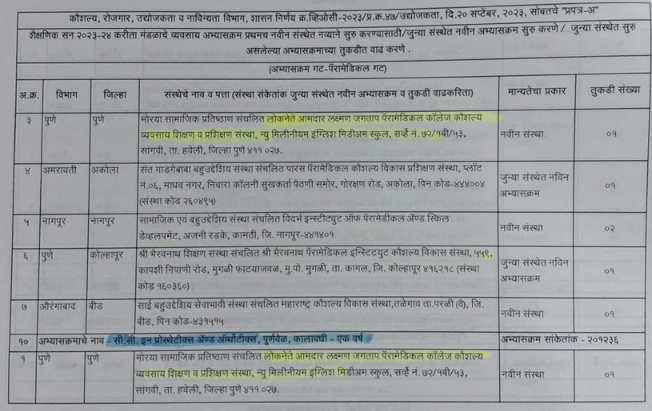 कौशल्य, रोजगार, उद्योजकता व नाविन्यता विभाग, शासन निर्णय क्र.व्हिओसी-२०२३/प्र.क्र.४७/उद्योजकता, दि.२० सप्टेंबर, २०२३, सोबतचे "प्रपत्र-अ"
शैक्षणिक सन २०२३-२४ करीता मंडळाचे व्यवसाय अभ्यासक्रम प्रथमच नवीन संस्था नव्याने सुरु करण्यासाठी/जुन्या संस्थेत नवीन अभ्यासक्रम सुरु करणे / जुन्या संस्थेत सुरु
असलेल्या अभ्यासक्रमाच्या तुकडीत वाढ करणे .
(अभ्यासक्रम गट-पॅरामेडिकल गट)
अ.क्र. विभाग जिल्हा संस्थेचे नाव व पत्ता (संस्था संकेतांक जुन्या संस्थेत नवीन अभ्यासक्रम व तुकडी वाढकरिता) मान्यतेचा प्रकार तुकडी संख्या
३ पुणे पुणे मोरया सामाजिक प्रतिष्ठाण संचलित लोकनेते आमदार लक्ष्मण जगताप पॅरामेडिकल कॉलेज कौशल्य
व्यवसाय शिक्षण व प्रशिक्षण संस्था, न्यु मिलीनीयम इंग्लिश मिडीअम स्कुल, सर्व्हे नं. ७२/१बी/५३,
सांगवी, ता. हवेली, जिल्हा पुणे ४११ ०२७. नवीन संस्था ०१
४ अमरावती अकोला संत गाडगेबाबा बहुउद्देशिय संस्था संचलित पारस पॅरामेडिकल कौशल्य विकास प्रशिक्षण संस्था, प्लॉट
नं.०६, माधव नगर, निवारा कॉलनी सुखकर्ता पेठणी समोर, गोरक्षण रोड, अकोला, पिन कोड-४४४००४
(संस्था कोड २६०४९५) जुन्या संस्थेत नविन
अभ्यासक्रम ०१
५ नागपूर नागपूर सामाजिक एवं बहुउद्देशिय संस्था संचलित विदर्भ इन्स्टीट्युट ऑफ पॅरामेडीकल ॲण्ड स्किल
डेव्हलपमेंट, अजनी रडके, कामठी, जि. नागपूर-४४१४०१ नवीन संस्था ०२
६ पुणे कोल्हापूर श्री भैरवनाथ शिक्षण संस्था संचलित श्री भैरवनाथ पॅरामेडिकल इन्स्टिटयुट कौशल्य विकास संस्था, ५५९,
कापशी निपाणी रोड, मुगळी फाटयाजवळ, मु.पो. मुगळी, ता. कागल, जि. कोल्हापूर ४१६२१८ (संस्था
कोड १६०३६०) जुन्या संस्थेत नविन
अभ्यासक्रम ०१
७ औरंगाबाद बीड साई बहुउद्देशिय सेवाभावी संस्था संचलित महाराष्ट्र कौशल्य विकास संस्था,तळेगाव ता.परळी (वै), जि.
बीड, पिन कोड-४३१५१५ नवीन संस्था ०१
१० अभ्यासक्रमाचे नाव - सी.सी. इन प्रोस्थेटीक्स ॲण्ड ऑर्थोटीक्स, पुर्णवेळ, कालावधी - एक वर्ष अभ्यासक्रम सांकेतांक - २०१२३६
१ पुणे पुणे मोरया सामाजिक प्रतिष्ठाण संचलित लोकनेते आमदार लक्ष्मण जगताप पॅरामेडिकल कॉलेज कौशल्य
व्यवसाय शिक्षण व प्रशिक्षण संस्था, न्यु मिलीनीयम इंग्लिश मिडीअम स्कुल, सर्व्हे नं. ७२/१बी/५३,
सांगवी, ता. हवेली, जिल्हा पुणे ४११ ०२७. नवीन संस्था ०१